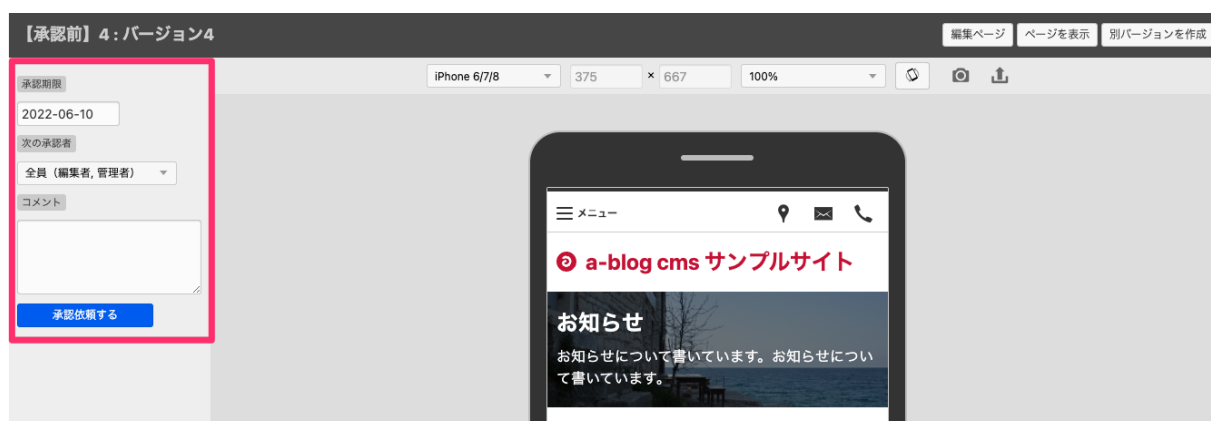 【承認前】4 : バージョン4
編集ページ ページを表示 別バージョンを作成
承認期限
2022-06-10
次の承認者
全員（編集者, 管理者）
コメント
承認依頼する
iPhone 6/7/8 375 × 667 100%
メニュー
a-blog cms サンプルサイト
お知らせ
お知らせについて書いています。お知らせについ
て書いています。